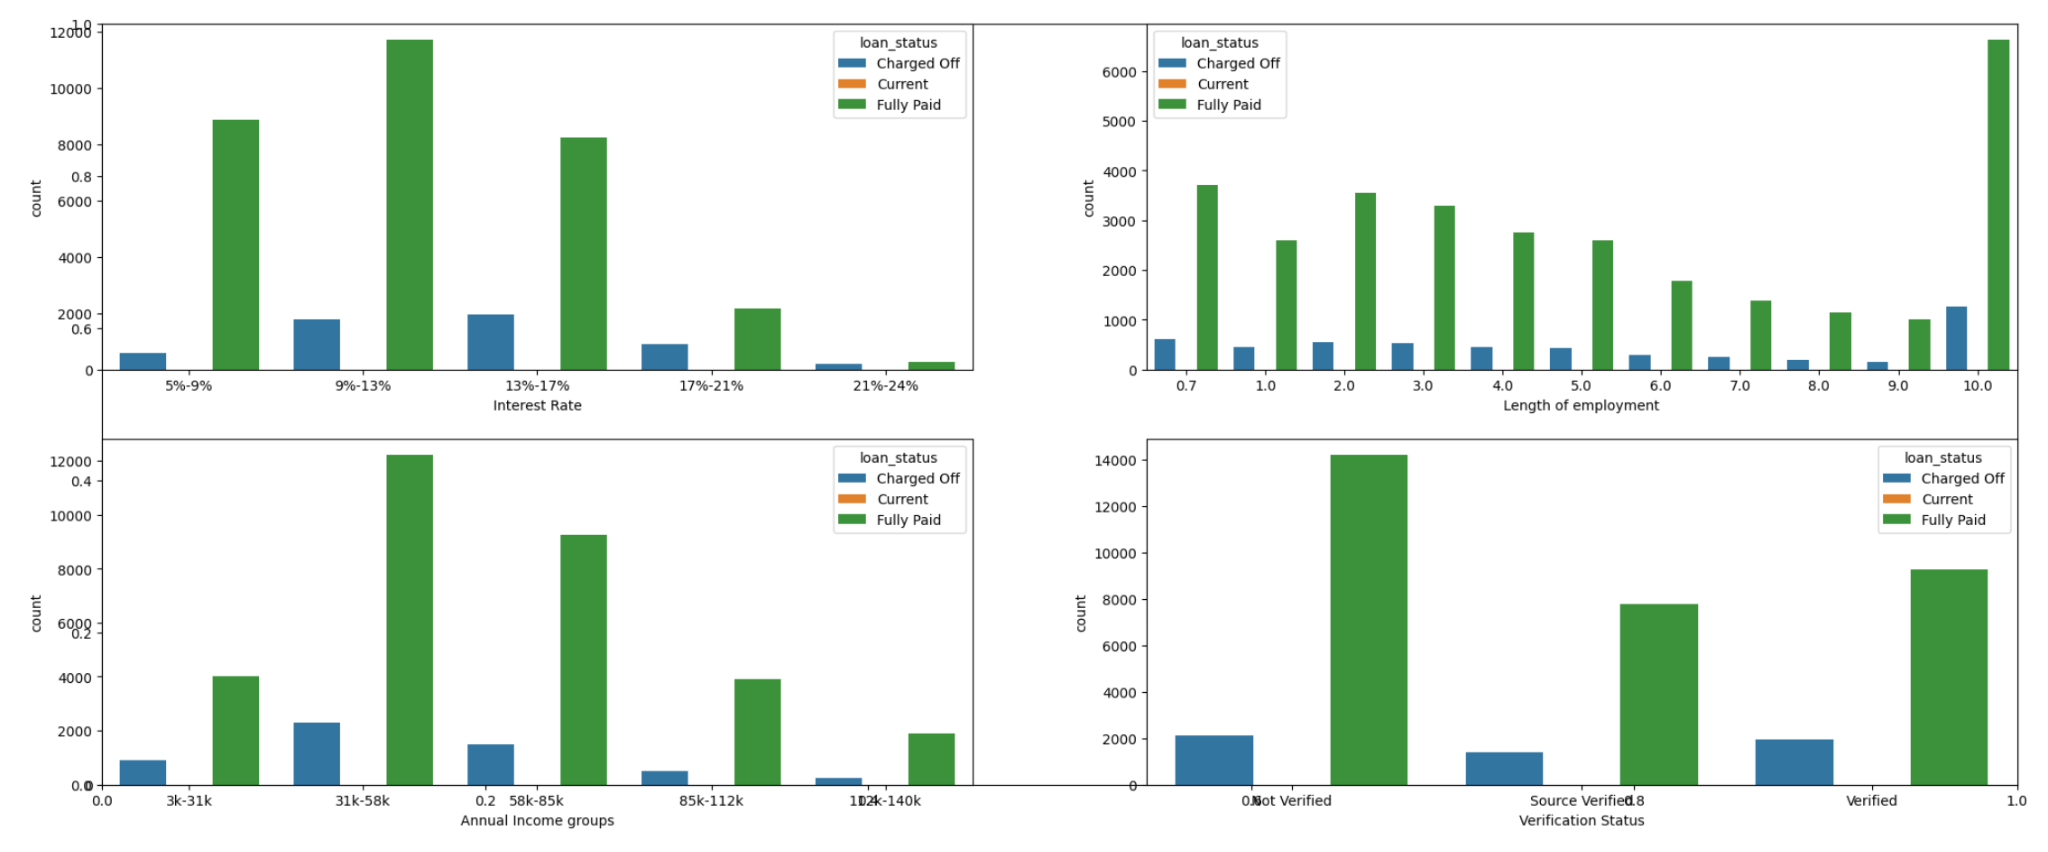 1.0
12000
10000
8000
0.8
6000
4000
2000
0.6
0
count
loan_status
Charged Off
Current
Fully Paid
5%-9% 9%-13% 13%-17% 17%-21% 21%-24%
Interest Rate
6000
5000
4000
3000
2000
1000
0
count
loan_status
Charged Off
Current
Fully Paid
0.7 1.0 2.0 3.0 4.0 5.0 6.0 7.0 8.0 9.0 10.0
Length of employment
12000
0.4
10000
8000
6000
0.2
4000
2000
0.0 0
count
loan_status
Charged Off
Current
Fully Paid
0.0 3k-31k 31k-58k 0.2 58k-85k 85k-112k 0.4 112k-140k
Annual Income groups
14000
12000
10000
8000
6000
4000
2000
0
count
loan_status
Charged Off
Current
Fully Paid
0.6 Not Verified Source Verified 0.8 Verified 1.0
Verification Status